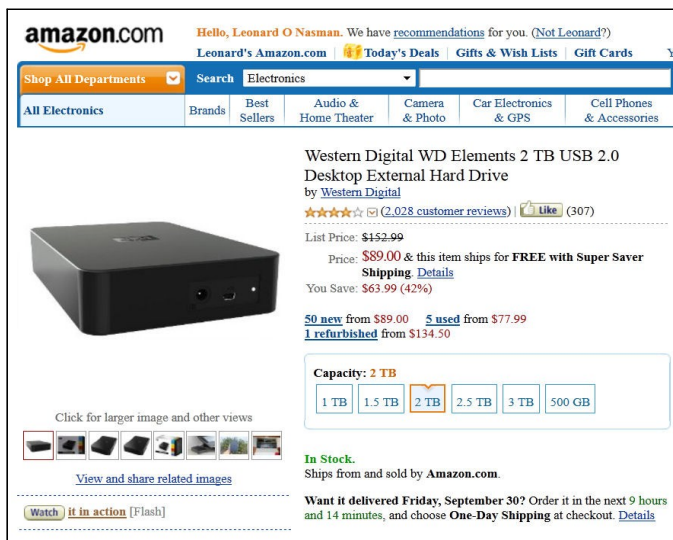 amazon.com
Hello, Leonard O Nasman. We have recommendations for you. (Not Leonard?)
Leonard's Amazon.com | Today's Deals | Gifts & Wish Lists | Gift Cards
Shop All Departments
Search Electronics
All Electronics
Brands
Best Sellers
Audio & Home Theater
Camera & Photo
Car Electronics & GPS
Cell Phones & Accessories
Western Digital WD Elements 2 TB USB 2.0
Desktop External Hard Drive
by Western Digital
(2,028 customer reviews) | Like (307)
List Price: $152.99
Price: $89.00 & this item ships for FREE with Super Saver
Shipping. Details
You Save: $63.99 (42%)
50 new from $89.00 5 used from $77.99
1 refurbished from $134.50
Capacity: 2 TB
1 TB 1.5 TB 2 TB 2.5 TB 3 TB 500 GB
Click for larger image and other views
View and share related images
Watch it in action [Flash]
In Stock.
Ships from and sold by Amazon.com.
Want it delivered Friday, September 30? Order it in the next 9 hours
and 14 minutes, and choose One-Day Shipping at checkout. Details